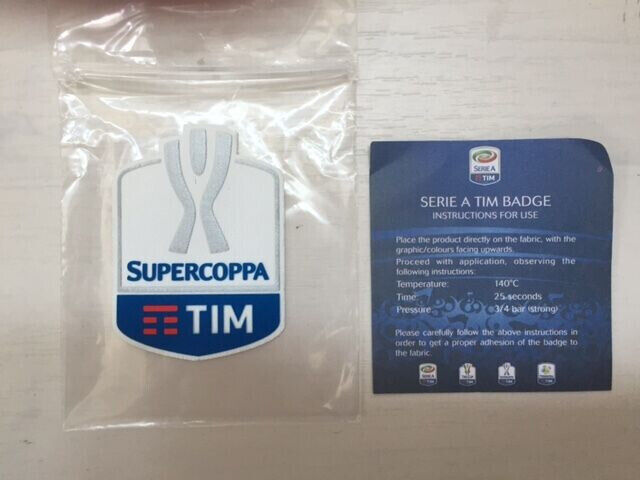 SUPERCOPPA
TIM
SERIE A
TIM
SERIE A TIM BADGE
INSTRUCTIONS FOR USE
Place the product directly on the fabric, with the
graphic/colours facing upwards.
Proceed with application, observing the
following instructions:
Temperature: 140°C
Time: 25 seconds
Pressure: 3/4 bar (strong)
Please carefully follow the above instructions in
order to get a proper adhesion of the badge to
the fabric.
SERIE A
TIM